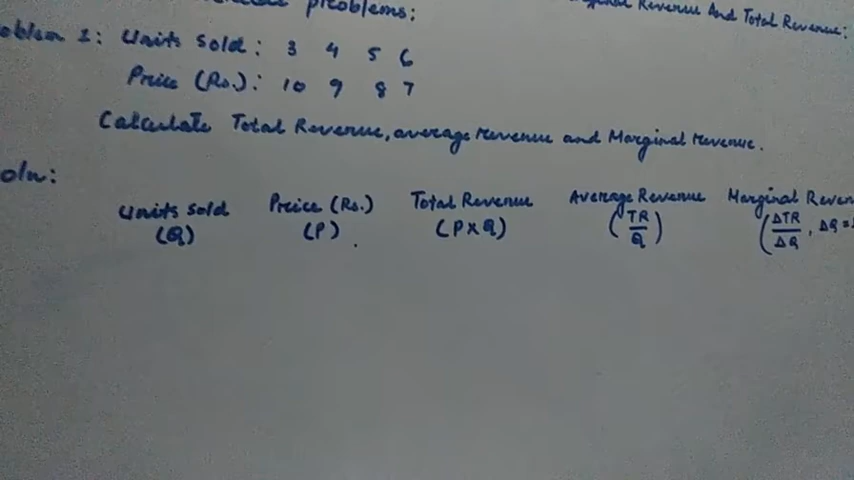 problems:
Revenue And Total Revenue:
Problem 1: Units Sold: 3 4 5 6
Price (Rs.): 10 9 8 7
Calculate Total Revenue, average revenue and Marginal revenue.
oln:
Units Sold Price (Rs.) Total Revenue Average Revenue Marginal Reven
(Q) (P) (P×Q) (TR/Q) (ΔTR/ΔQ, ΔQ=